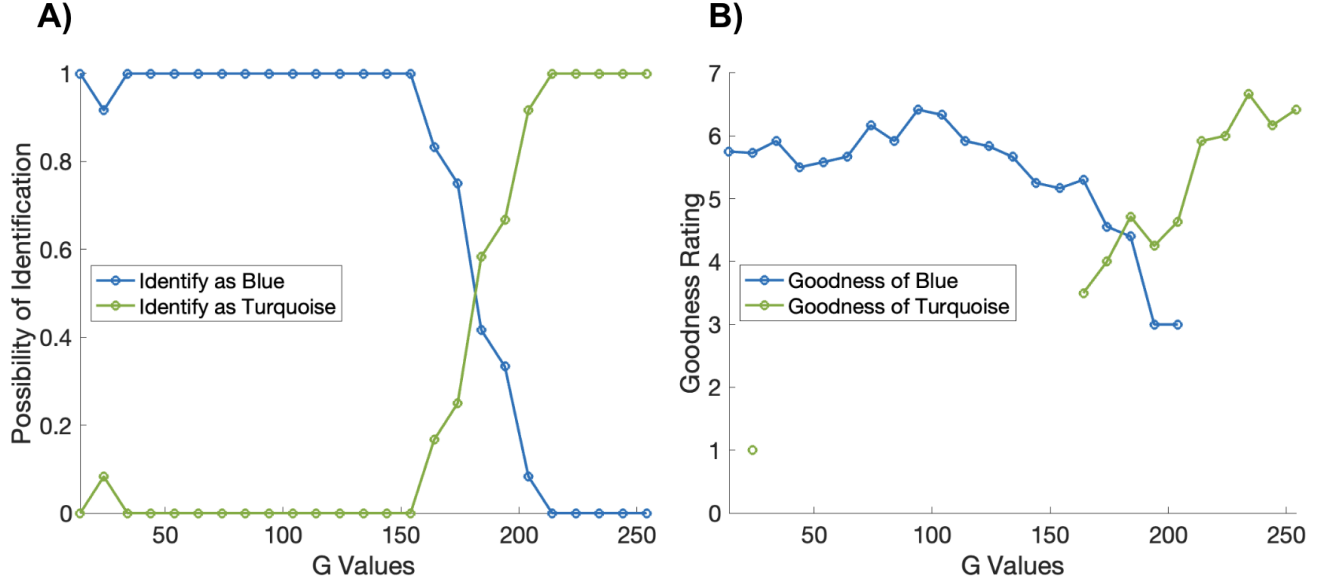 A)
Possibility of Identification
1
0.8
0.6
0.4
0.2
0
Identify as Blue
Identify as Turquoise
50 100 150 200 250
G Values
B)
Goodness Rating
7
6
5
4
3
2
1
0
Goodness of Blue
Goodness of Turquoise
50 100 150 200 250
G Values